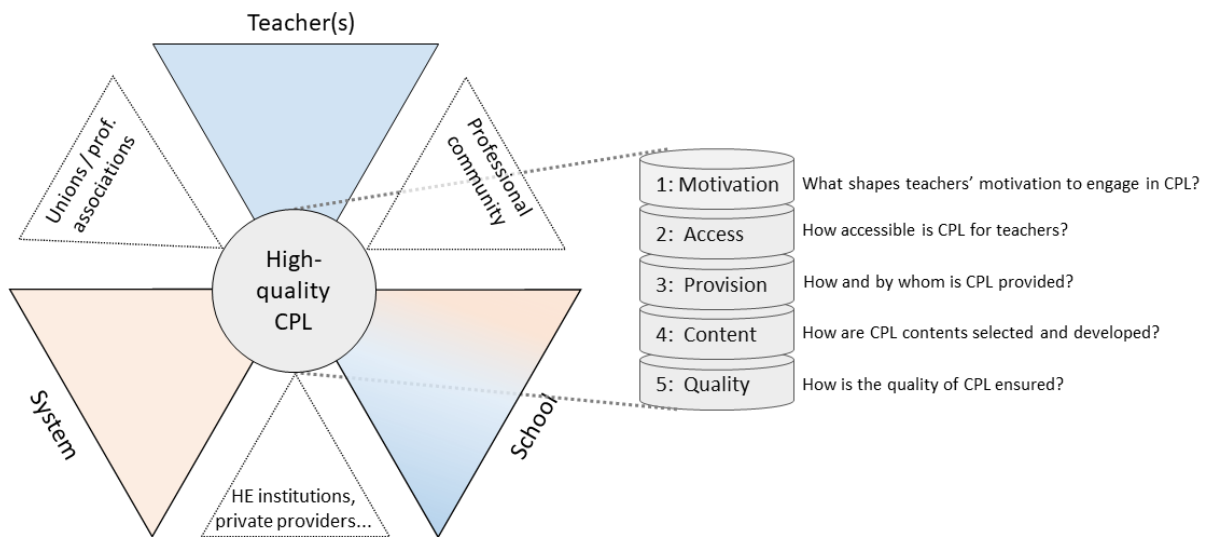 Teacher(s)
Unions / prof.
associations
Professional
community
High-
quality
CPL
System
School
HE institutions,
private providers...
1: Motivation
What shapes teachers’ motivation to engage in CPL?
2: Access
How accessible is CPL for teachers?
3: Provision
How and by whom is CPL provided?
4: Content
How are CPL contents selected and developed?
5: Quality
How is the quality of CPL ensured?